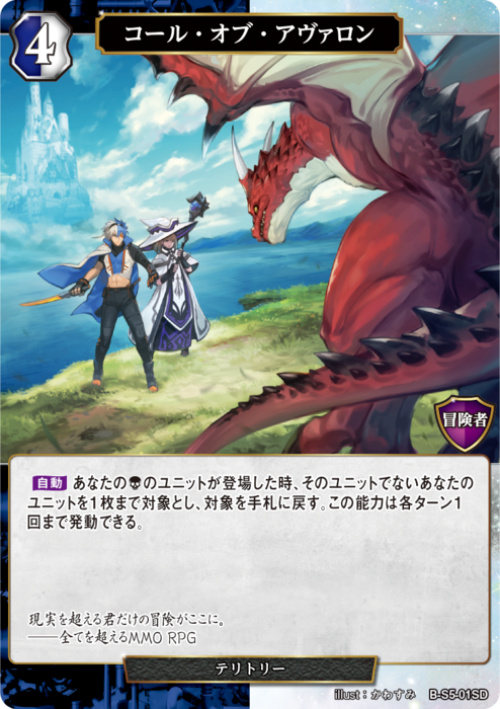 4
コール・オブ・アヴァロン
冒険者
自動 あなたの💀のユニットが登場した時、そのユニットでないあなたの
ユニットを1枚まで対象とし、対象を手札に戻す。この能力は各ターン1
回まで発動できる。
現実を超える君だけの冒険がここに。
――全てを超えるMMO RPG
テリトリー
illust:かわすみ B-S5-01SD